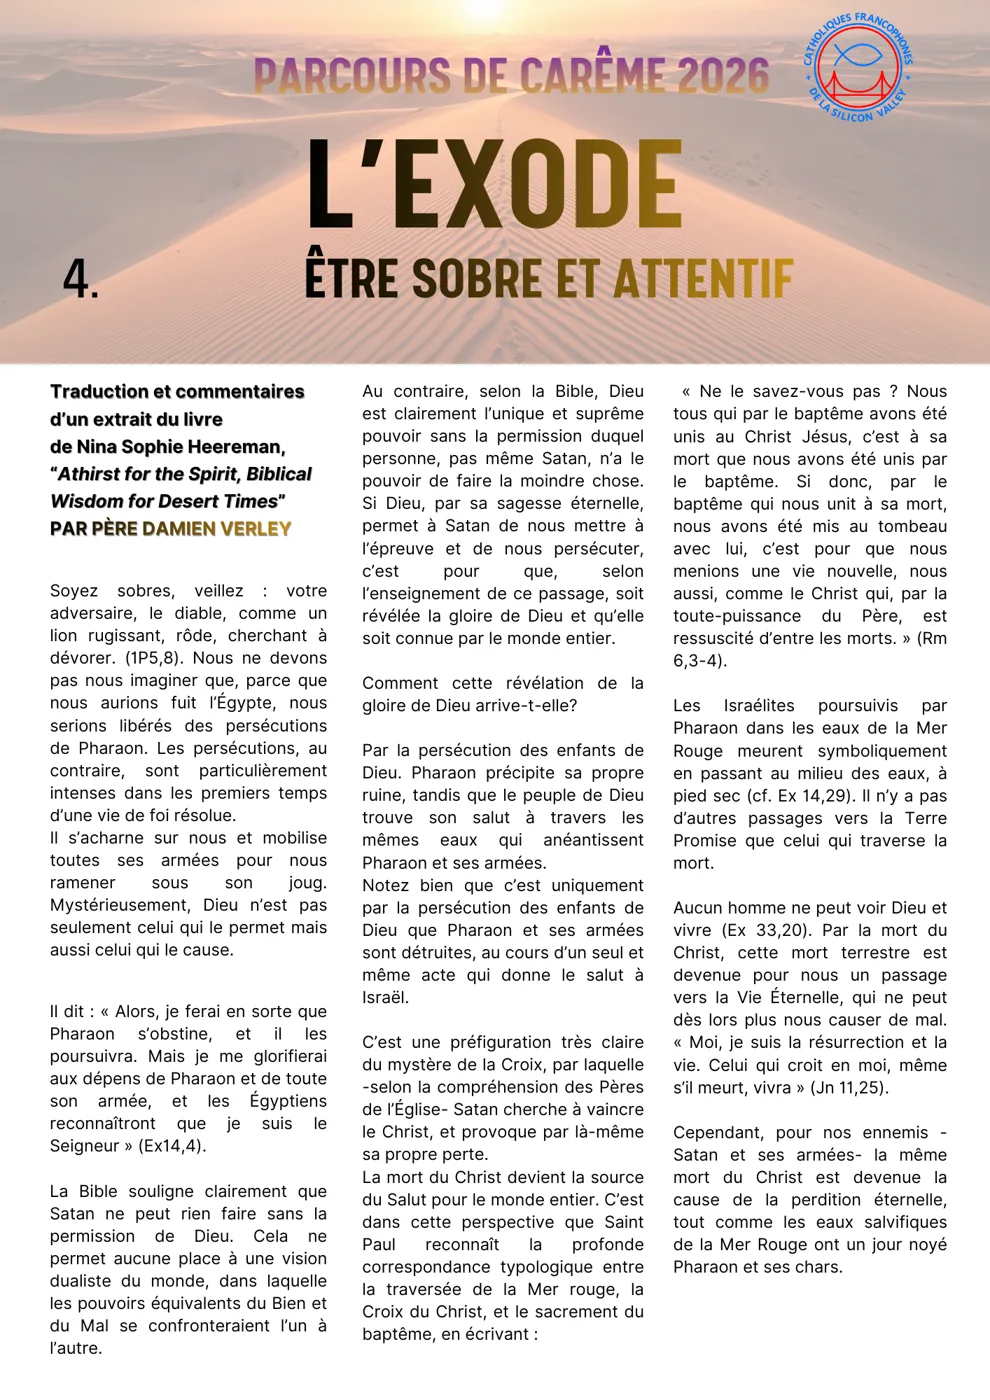 PARCOURS DE CARÊME 2026
CATHOLIQUES FRANCOPHONES
DE LA SILICON VALLEY
L'EXODE
4.
ÊTRE SOBRE ET ATTENTIF
Traduction et commentaires
d'un extrait du livre
de Nina Sophie Heereman,
“Athirst for the Spirit, Biblical
Wisdom for Desert Times”
PAR PÈRE DAMIEN VERLEY
Soyez sobres, veillez : votre
adversaire, le diable, comme un
lion rugissant, rôde, cherchant à
dévorer. (1P5,8). Nous ne devons
pas nous imaginer que, parce que
nous aurions fuit l'Égypte, nous
serions libérés des persécutions
de Pharaon. Les persécutions, au
contraire, sont particulièrement
intenses dans les premiers temps
d'une vie de foi résolue.
Il s'acharne sur nous et mobilise
toutes ses armées pour nous
ramener sous son joug.
Mystérieusement, Dieu n'est pas
seulement celui qui le permet mais
aussi celui qui le cause.
Il dit : « Alors, je ferai en sorte que
Pharaon s'obstine, et il les
poursuivra. Mais je me glorifierai
aux dépens de Pharaon et de toute
son armée, et les Égyptiens
reconnaîtront que je suis le
Seigneur » (Ex14,4).
La Bible souligne clairement que
Satan ne peut rien faire sans la
permission de Dieu. Cela ne
permet aucune place à une vision
dualiste du monde, dans laquelle
les pouvoirs équivalents du Bien et
du Mal se confronteraient l'un à
l'autre.
Au contraire, selon la Bible, Dieu
est clairement l'unique et suprême
pouvoir sans la permission duquel
personne, pas même Satan, n'a le
pouvoir de faire la moindre chose.
Si Dieu, par sa sagesse éternelle,
permet à Satan de nous mettre à
l'épreuve et de nous persécuter,
c'est pour que, selon
l'enseignement de ce passage, soit
révélée la gloire de Dieu et qu'elle
soit connue par le monde entier.
Comment cette révélation de la
gloire de Dieu arrive-t-elle?
Par la persécution des enfants de
Dieu. Pharaon précipite sa propre
ruine, tandis que le peuple de Dieu
trouve son salut à travers les
mêmes eaux qui anéantissent
Pharaon et ses armées.
Notez bien que c'est uniquement
par la persécution des enfants de
Dieu que Pharaon et ses armées
sont détruites, au cours d'un seul et
même acte qui donne le salut à
Israël.
C'est une préfiguration très claire
du mystère de la Croix, par laquelle
-selon la compréhension des Pères
de l'Église- Satan cherche à vaincre
le Christ, et provoque par là-même
sa propre perte.
La mort du Christ devient la source
du Salut pour le monde entier. C'est
dans cette perspective que Saint
Paul reconnaît la profonde
correspondance typologique entre
la traversée de la Mer rouge, la
Croix du Christ, et le sacrement du
baptême, en écrivant :
« Ne le savez-vous pas ? Nous
tous qui par le baptême avons été
unis au Christ Jésus, c'est à sa
mort que nous avons été unis par
le baptême. Si donc, par le
baptême qui nous unit à sa mort,
nous avons été mis au tombeau
avec lui, c'est pour que nous
menions une vie nouvelle, nous
aussi, comme le Christ qui, par la
toute-puissance du Père, est
ressuscité d'entre les morts. » (Rm
6,3-4).
Les Israélites poursuivis par
Pharaon dans les eaux de la Mer
Rouge meurent symboliquement
en passant au milieu des eaux, à
pied sec (cf. Ex 14,29). Il n'y a pas
d'autres passages vers la Terre
Promise que celui qui traverse la
mort.
Aucun homme ne peut voir Dieu et
vivre (Ex 33,20). Par la mort du
Christ, cette mort terrestre est
devenue pour nous un passage
vers la Vie Éternelle, qui ne peut
dès lors plus nous causer de mal.
« Moi, je suis la résurrection et la
vie. Celui qui croit en moi, même
s'il meurt, vivra » (Jn 11,25).
Cependant, pour nos ennemis -
Satan et ses armées- la même
mort du Christ est devenue la
cause de la perdition éternelle,
tout comme les eaux salvifiques
de la Mer Rouge ont un jour noyé
Pharaon et ses chars.